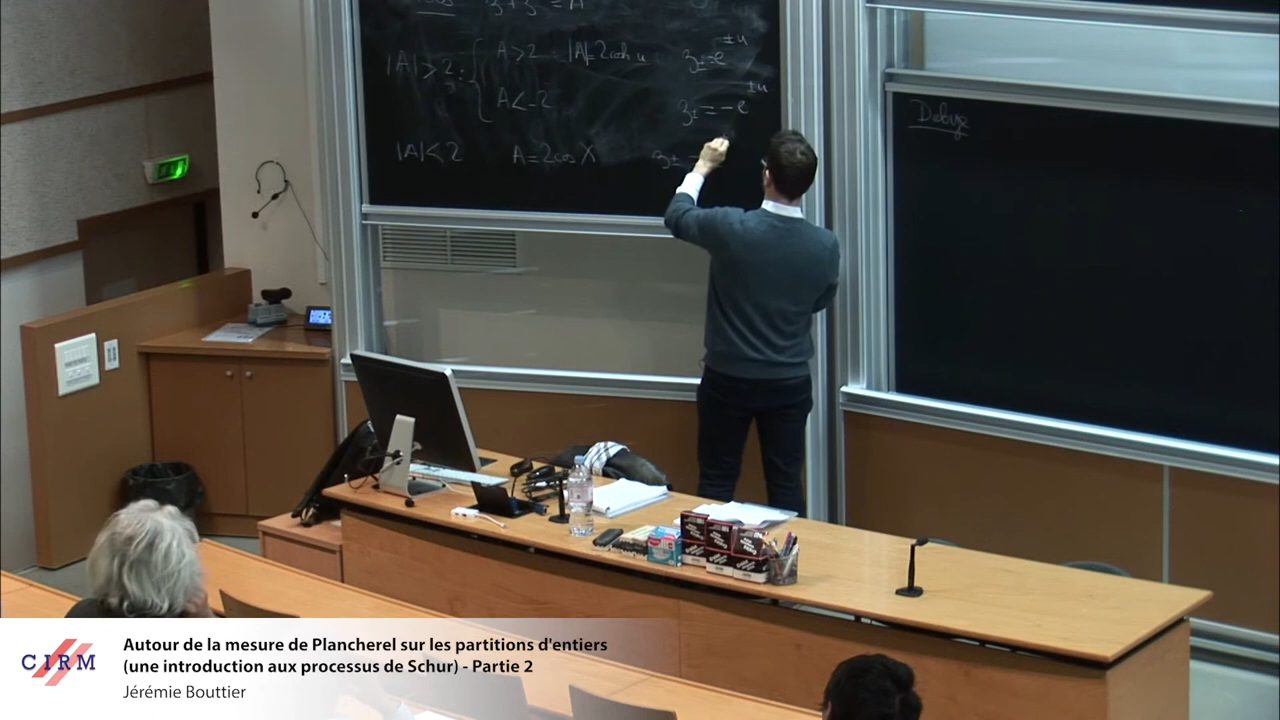 |A|>2 : { A>2 : |A|=2cosh u    z±=e^{±u}
A<-2    z±=-e^{±u}
|A|<2    A=2cos X    z± =
Debye
CIRM
Autour de la mesure de Plancherel sur les partitions d'entiers
(une introduction aux processus de Schur) - Partie 2
Jérémie Bouttier